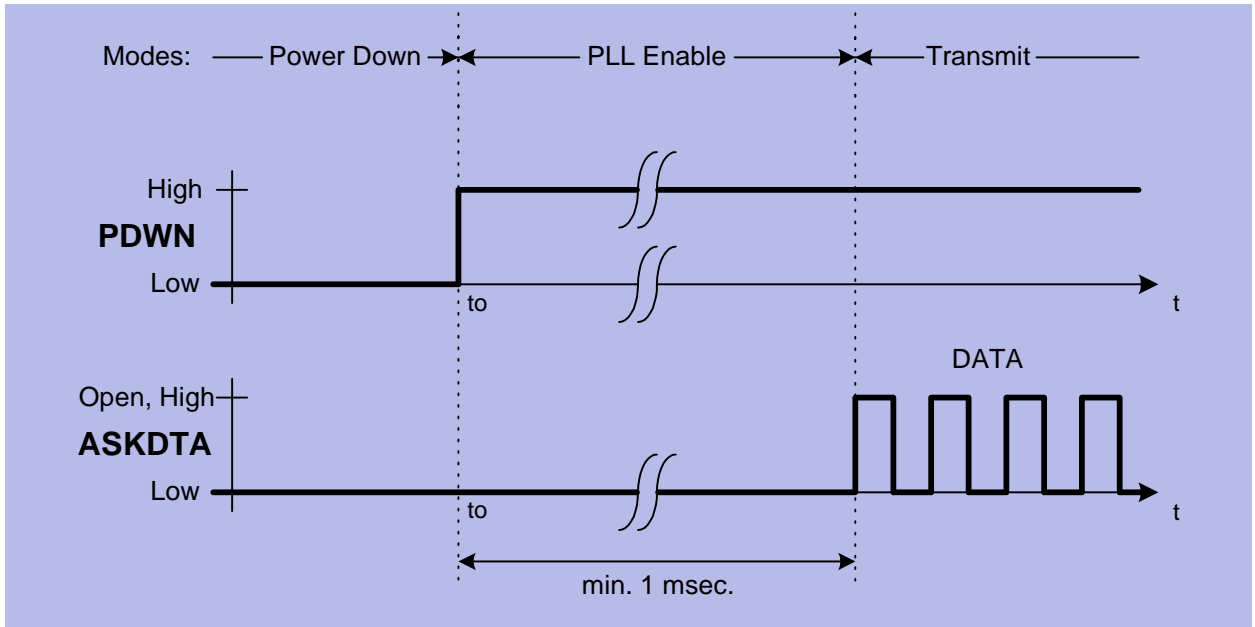 Modes: Power Down PLL Enable Transmit
High
PDWN
Low
to
t
DATA
Open, High
ASKDTA
Low
to
t
min. 1 msec.